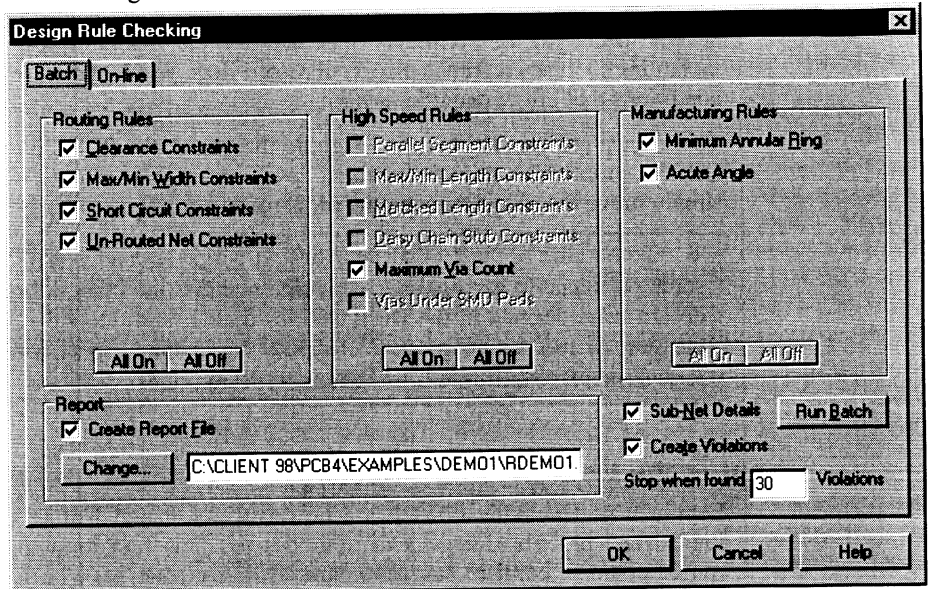 Design Rule Checking
Batch On-line
Routing Rules
Clearance Constraints
Max/Min Width Constraints
Short Circuit Constraints
Un-Routed Net Constraints
All On All Off
High Speed Rules
Parallel Segment Constraints
Max/Min Length Constraints
Matched Length Constraints
Daisy Chain Stub Constraints
Maximum Via Count
Vias Under SMD Pads
All On All Off
Manufacturing Rules
Minimum Annular Ring
Acute Angle
All On All Off
Report
Create Report File
Change... C:\CLIENT 98\PCB4\EXAMPLES\DEMO1\RDEMO1.
Sub-Net Details Run Batch
Create Violations
Stop when found 30 Violations
OK Cancel Help